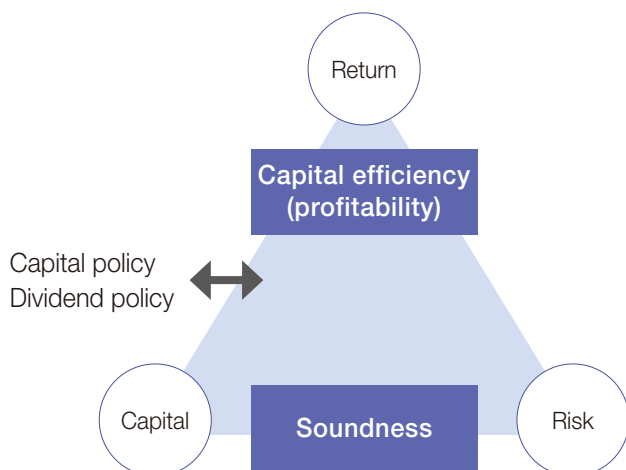 Return
Capital efficiency
(profitability)
Capital policy
Dividend policy
Capital
Soundness
Risk